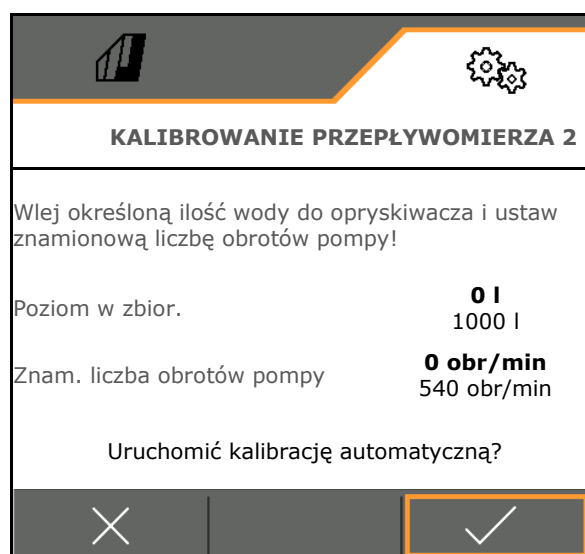 KALIBROWANIE PRZEPŁYWOMIERZA 2
Wlej określoną ilość wody do opryskiwacza i ustaw
znamionową liczbę obrotów pompy!
Poziom w zbior.
0 l
1000 l
Znam. liczba obrotów pompy
0 obr/min
540 obr/min
Uruchomić kalibrację automatyczną?